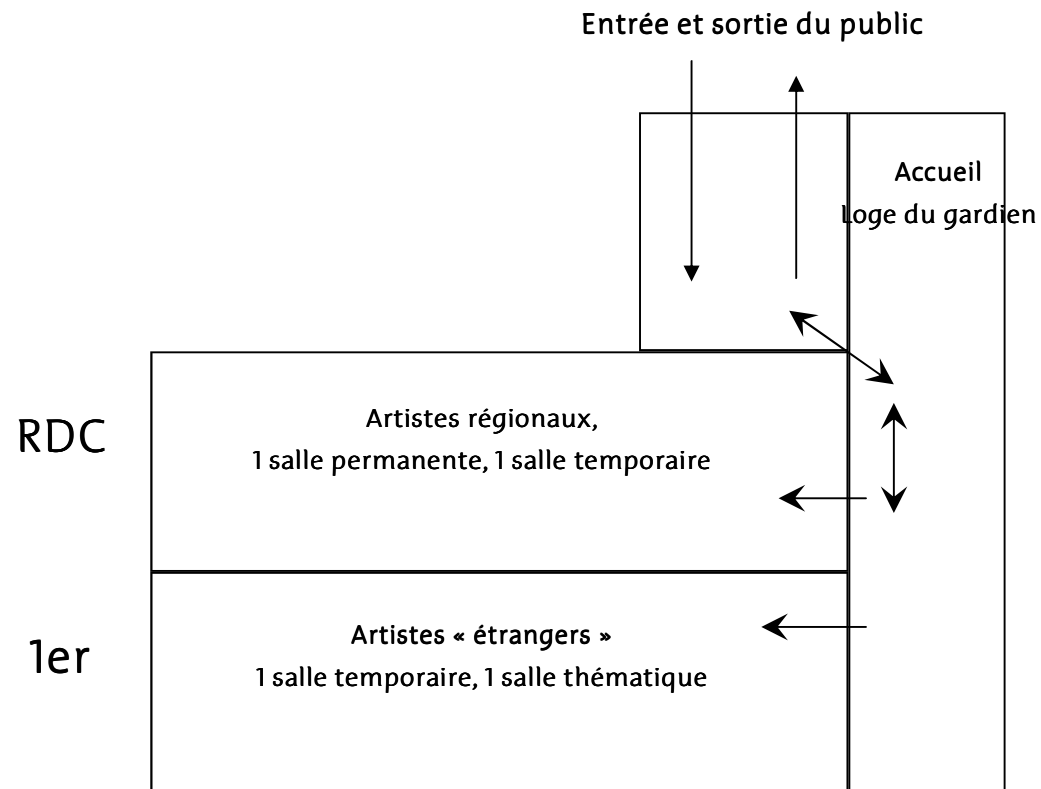 Entrée et sortie du public
Accueil
Loge du gardien
RDC
Artistes régionaux,
1 salle permanente, 1 salle temporaire
1er
Artistes « étrangers »
1 salle temporaire, 1 salle thématique